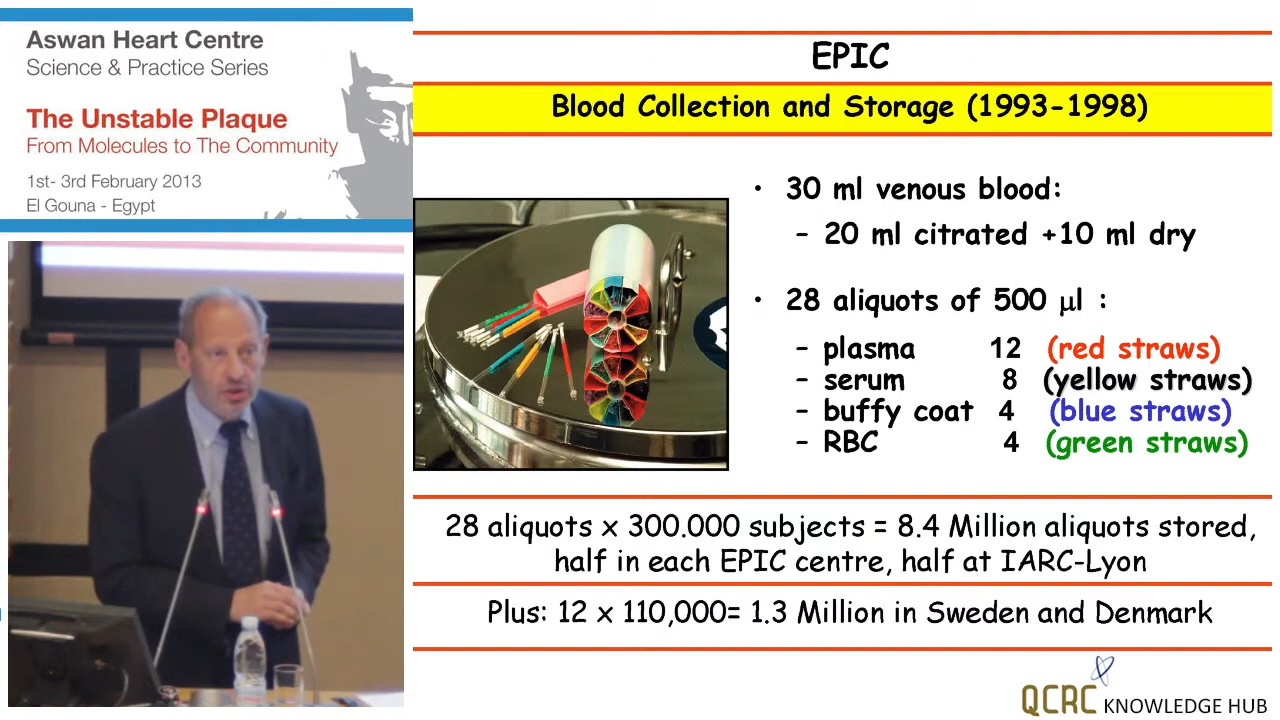 Aswan Heart Centre
Science & Practice Series
The Unstable Plaque
From Molecules to The Community
1st- 3rd February 2013
El Gouna - Egypt
EPIC
Blood Collection and Storage (1993-1998)
• 30 ml venous blood:
– 20 ml citrated +10 ml dry
• 28 aliquots of 500 μl :
– plasma 12 (red straws)
– serum 8 (yellow straws)
– buffy coat 4 (blue straws)
– RBC 4 (green straws)
28 aliquots x 300.000 subjects = 8.4 Million aliquots stored,
half in each EPIC centre, half at IARC-Lyon
Plus: 12 x 110,000= 1.3 Million in Sweden and Denmark
QCRC KNOWLEDGE HUB